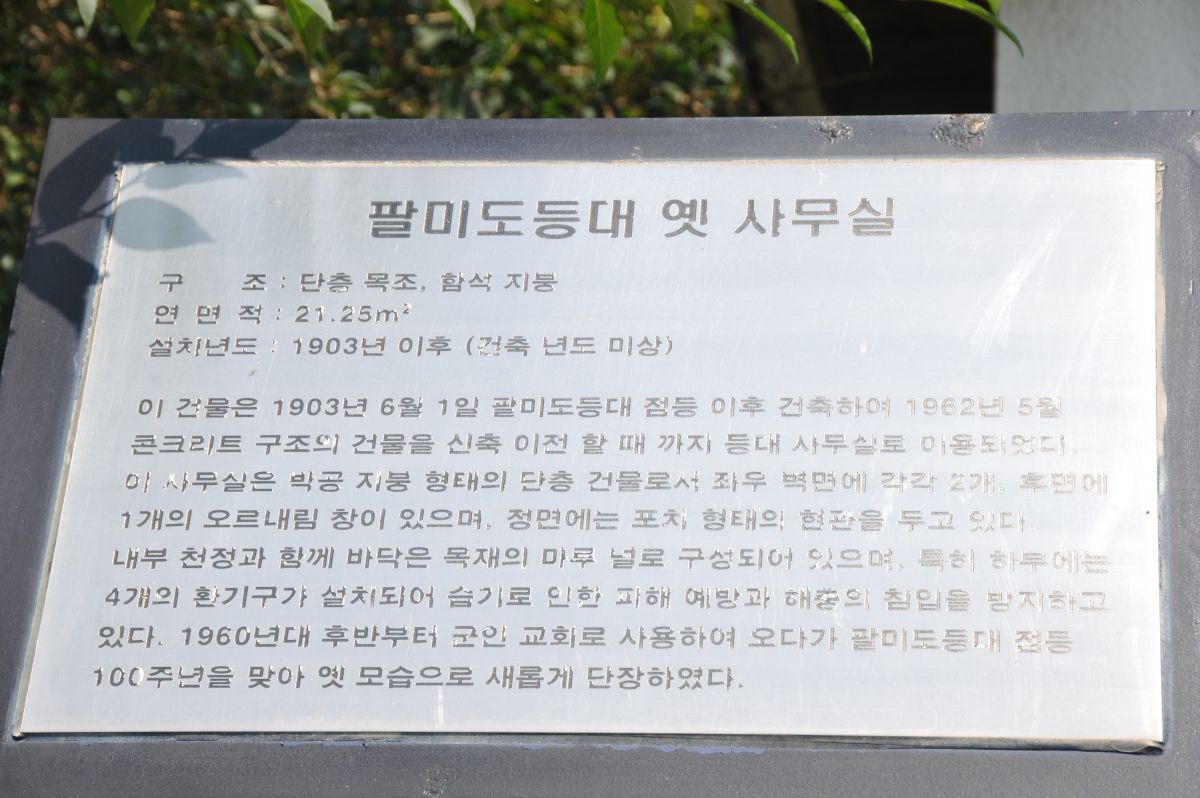 팔미도등대 옛 사무실
구 조 : 단층 목조, 함석 지붕
연 면 적 : 21.25m²
설치년도 : 1903년 이후 (건축 년도 미상)
이 건물은 1903년 6월 1일 팔미도등대 점등 이후 건축하여 1962년 5월
콘크리트 구조의 건물을 신축 이전 할 때 까지 등대 사무실로 이용되었다.
이 사무실은 박공 지붕 형태의 단층 건물로서 좌우 벽면에 각각 2개, 후면에
1개의 오르내림 창이 있으며, 정면에는 포치 형태의 현관을 두고 있다.
내부 천정과 함께 바닥은 목재의 마루 널로 구성되어 있으며, 특히 하부에는
4개의 환기구가 설치되어 습기로 인한 피해 예방과 해충의 침입을 방지하고
있다. 1960년대 후반부터 군인 교회로 사용하여 오다가 팔미도등대 점등
100주년을 맞아 옛 모습으로 새롭게 단장하였다.